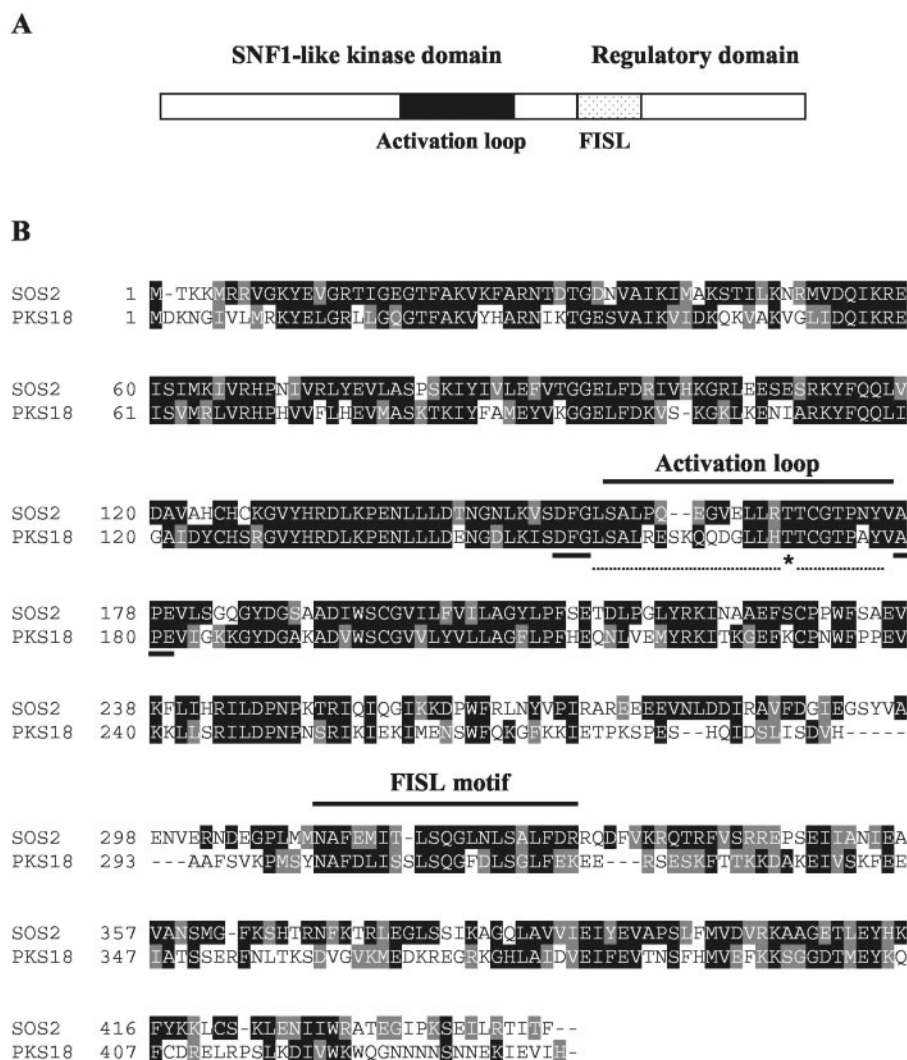 A
SNF1-like kinase domain Regulatory domain
Activation loop FISL
B
SOS2 1 M-TKKMRRVGKYEVGRTIGEGTFAKVKFARNTDTGDNVAIKIMAKSTILKNRMVDQIKRE
PKS18 1 MDKNGIVLMRKYELGRLLGQGTFAKVYHARNIKTGESVAIKVIDKQKVAKVGLIDQIKRE
SOS2 60 ISIMKIVRHPNIVRLYEVLASPSKIYIVLEFVTGGELFDRIVHKGRLEESESRKYFQQLV
PKS18 61 ISVMRLVRHPHVVFLHEVMASKTKIYFAMEYVKGGELFDKVS-KGKLKENIARKYFQQLI
Activation loop
SOS2 120 DAVAHCHCKGVYHRDLKPENLLLDTNGNLKVSDFGLSALPQ--EGVELLRTTCGTPNYVA
PKS18 120 GAIDYCHSRGVYHRDLKPENLLLDENGDLKISDFGLSALRESKQQDGLLHTTCGTPAYVA
*
SOS2 178 PEVLSGQGYDGSAADIWSCGVILFVILAGYLPFSETDLPGLYRKINAAEFSCPPWFSAEV
PKS18 180 PEVIGKKGYDGAKADVWSCGVVLYVLLAGFLPFHEQNLVEMYRKITKGEFKCPNWFPPEV
SOS2 238 KFLIHRILDPNPKTRIQIQGIKKDPWFRLNYVPIRAREEEEVNLDDIRAVFDGIEGSYVA
PKS18 240 KKLLSRILDPNPNSRIKIEKIMENSWFQKGFKKIETPKSPES--HQIDSLISDVH-----
FISL motif
SOS2 298 ENVERNDEGPLMMNAFEMIT-LSQGLNLSALFDRRQDFVKRQTRFVSRREPSEIIANIEA
PKS18 293 ---AAFSVKPMSYNAFDLISSLSQGFDLSGLFEKEE---RSESKFTTKKDAKEIVSKFEE
SOS2 357 VANSMG-FKSHTRNFKTRLEGLSSIKAGQLAVVIEIYEVAPSLFMVDVRKAAGETLEYHK
PKS18 347 IATSSERFNLTKSDVGVKMEDKREGRKGHLAIDVEIFEVTNSFHMVEFKKSGGDTMEYKQ
SOS2 416 FYKKLCS-KLENIIWRATEGIPKSEILRTITF--
PKS18 407 FCDRELRPSLKDIVWKWQGNNNNSNNEKIEVIH-